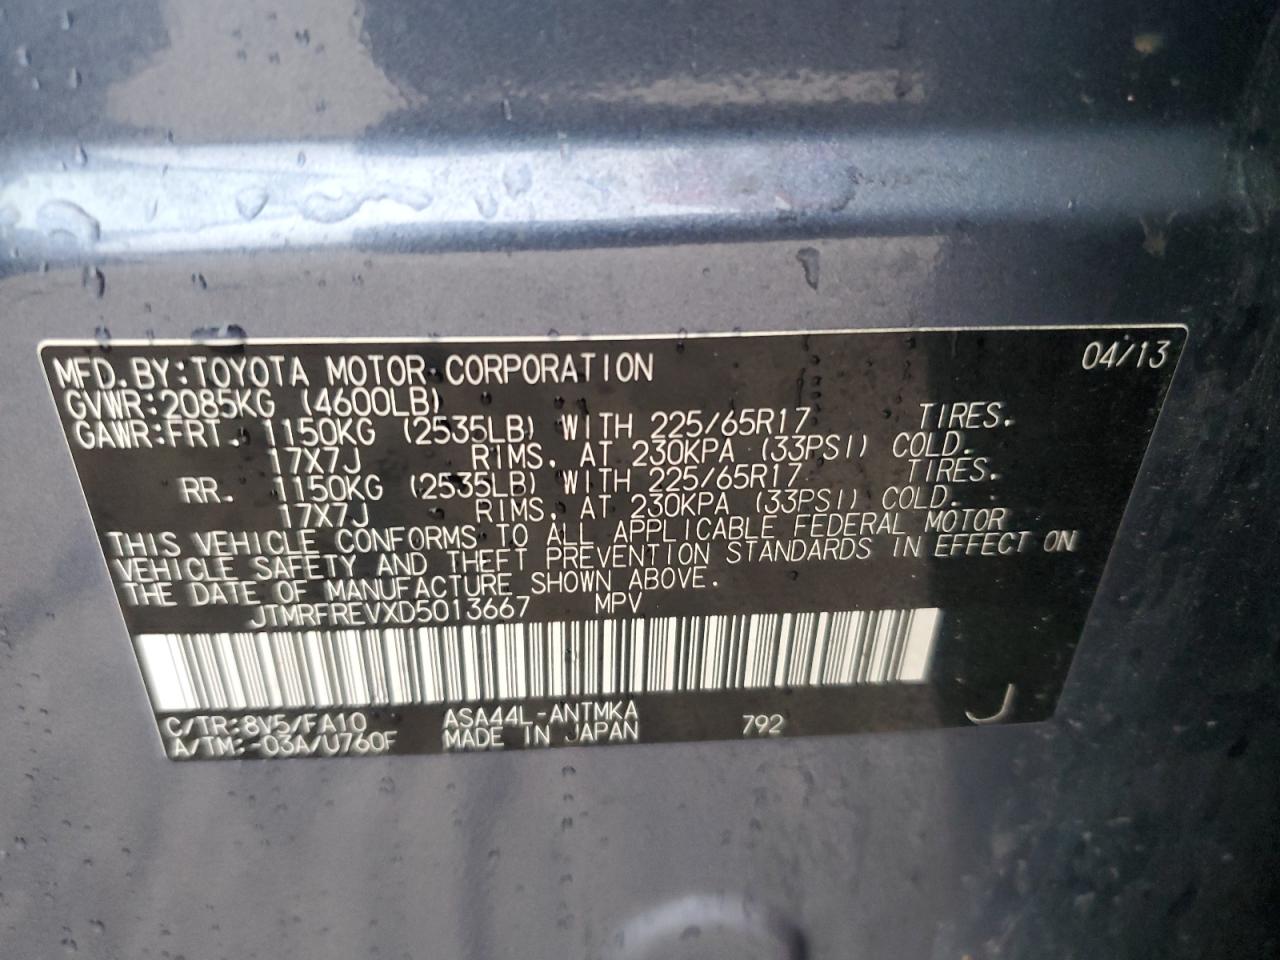 MFD. BY: TOYOTA MOTOR CORPORATION 04/13
GVWR: 2085KG (4600LB)
GAWR: FRT. 1150KG (2535LB) WITH 225/65R17 TIRES.
17X7J RIMS, AT 230KPA (33PSI) COLD.
RR. 1150KG (2535LB) WITH 225/65R17 TIRES.
17X7J RIMS, AT 230KPA (33PSI) COLD.
THIS VEHICLE CONFORMS TO ALL APPLICABLE FEDERAL MOTOR
VEHICLE SAFETY AND THEFT PREVENTION STANDARDS IN EFFECT ON
THE DATE OF MANUFACTURE SHOWN ABOVE.
JTMRFREVXD5013667 MPV
C/TR: 8V5/FA10 ASA44L-ANTMKA 792 J
A/TM: -03A/U760F MADE IN JAPAN